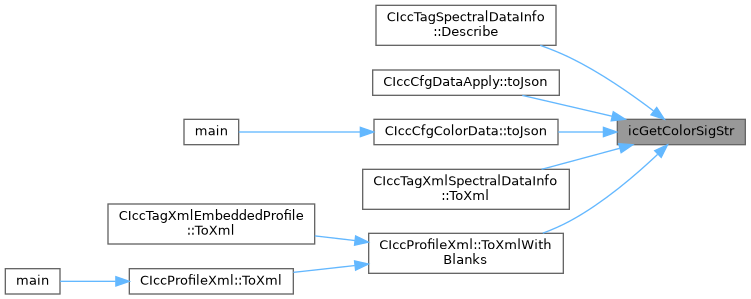 CIccTagSpectralDataInfo
::Describe
CIccCfgDataApply::toJson
main
CIccCfgColorData::toJson
icGetColorSigStr
CIccTagXmlSpectralDataInfo
::ToXml
CIccTagXmlEmbeddedProfile
::ToXml
CIccProfileXml::ToXmlWith
Blanks
main
CIccProfileXml::ToXml